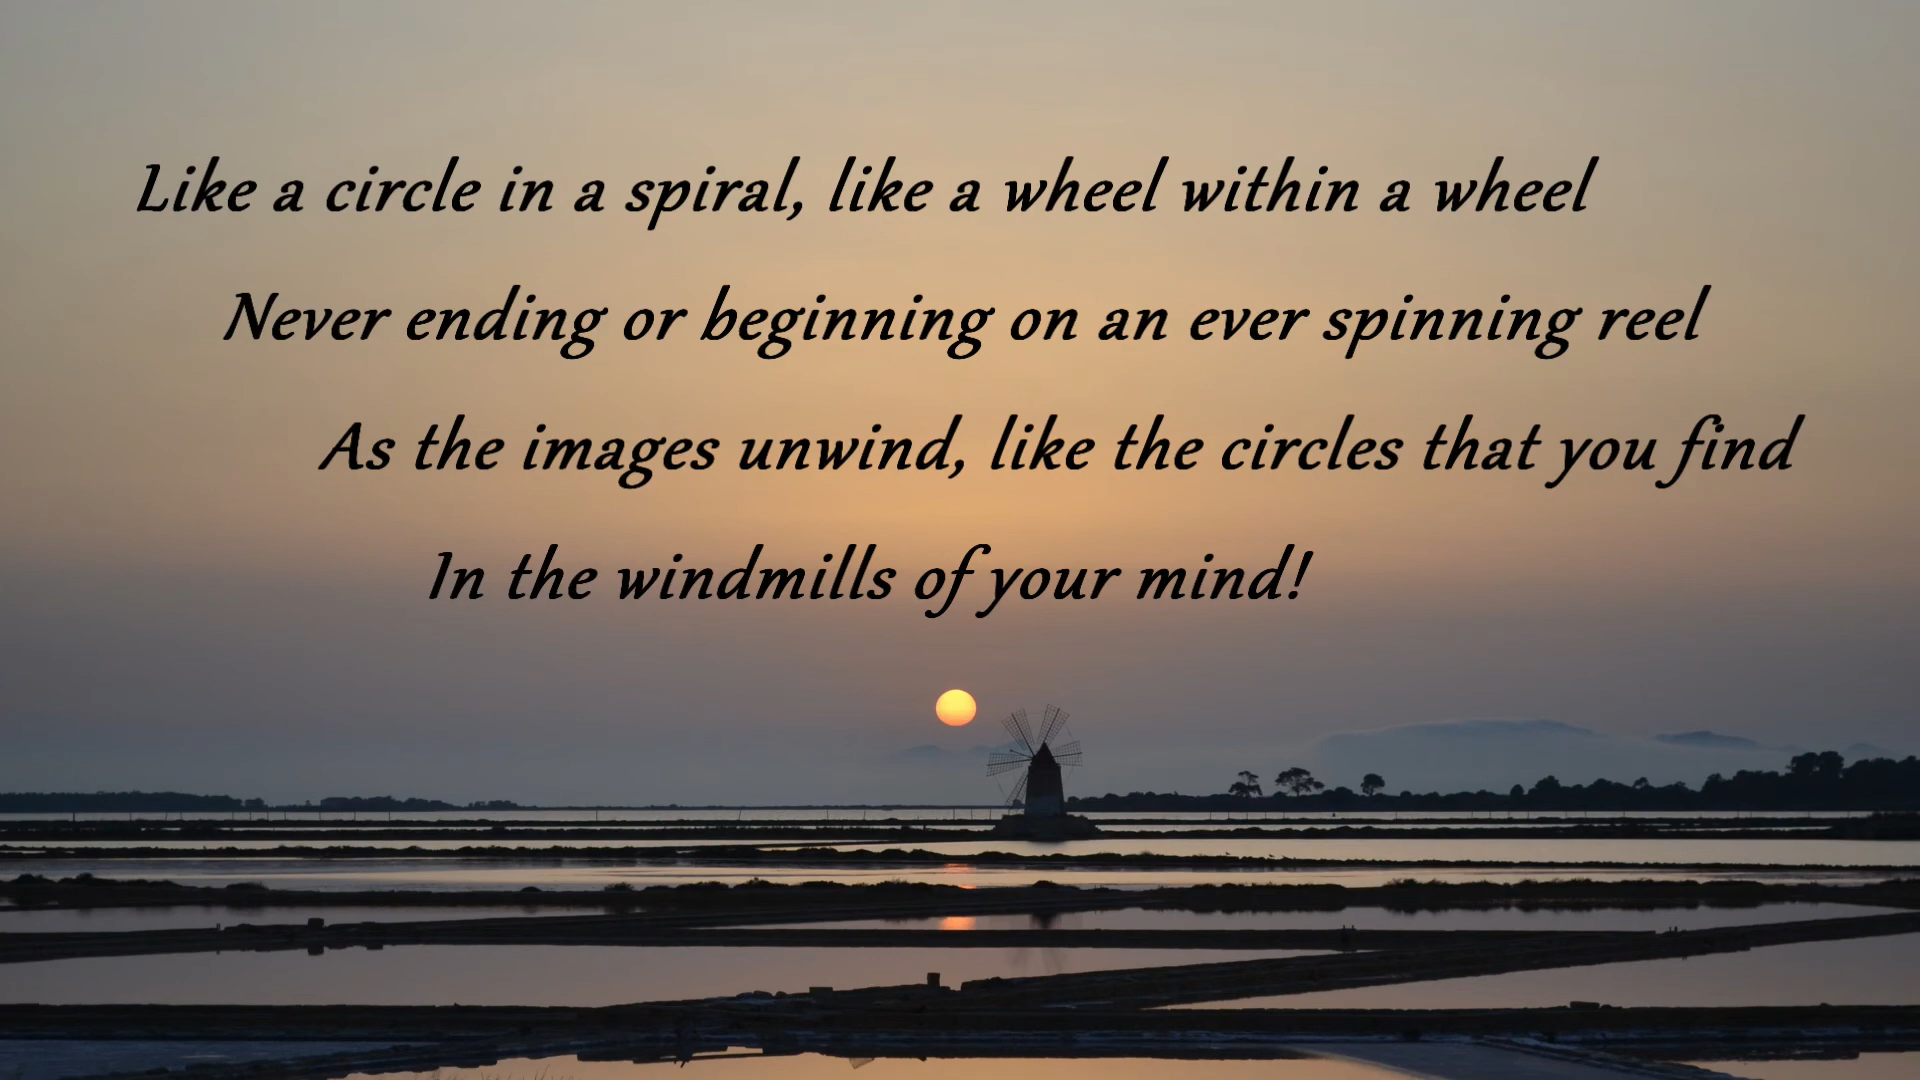 Like a circle in a spiral, like a wheel within a wheel
Never ending or beginning on an ever spinning reel
As the images unwind, like the circles that you find
In the windmills of your mind!